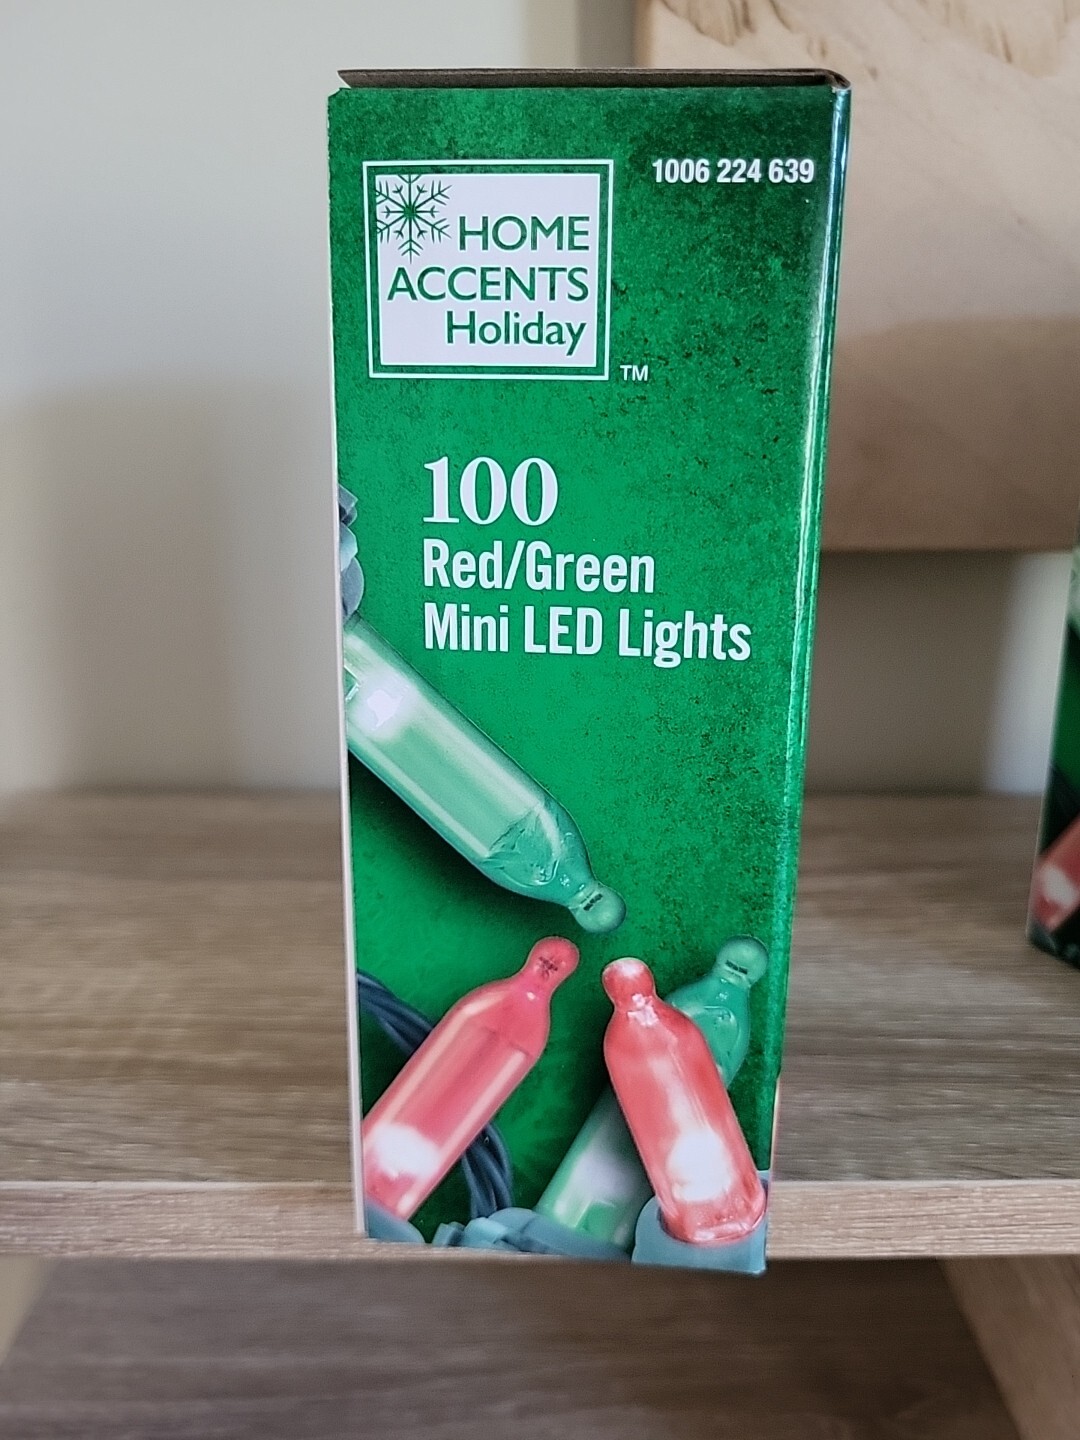 1006 224 639
HOME
ACCENTS
Holiday
TM
100
Red/Green
Mini LED Lights